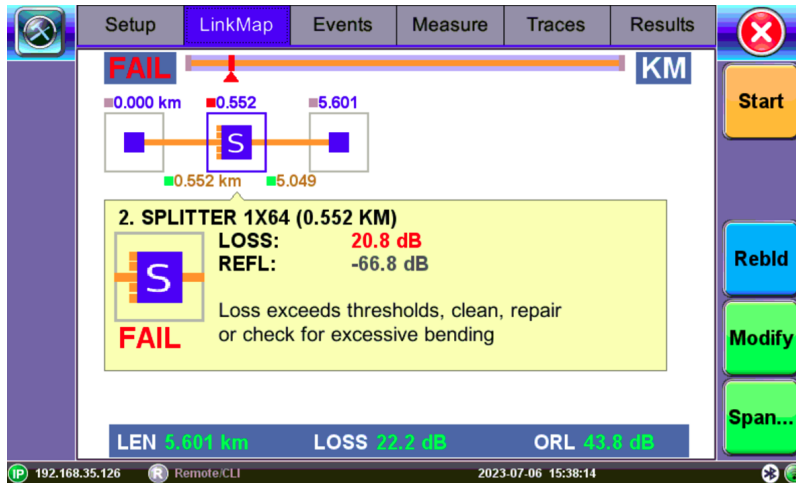 Setup LinkMap Events Measure Traces Results
FAIL KM
0.000 km 0.552 5.601
Start
S
0.552 km 5.049
2. SPLITTER 1X64 (0.552 KM)
LOSS: 20.8 dB
REFL: -66.8 dB
S
Loss exceeds thresholds, clean, repair
or check for excessive bending
FAIL
Rebld
Modify
Span...
LEN 5.601 km LOSS 22.2 dB ORL 43.8 dB
IP 192.168.35.126 R Remote/CLI 2023-07-06 15:38:14